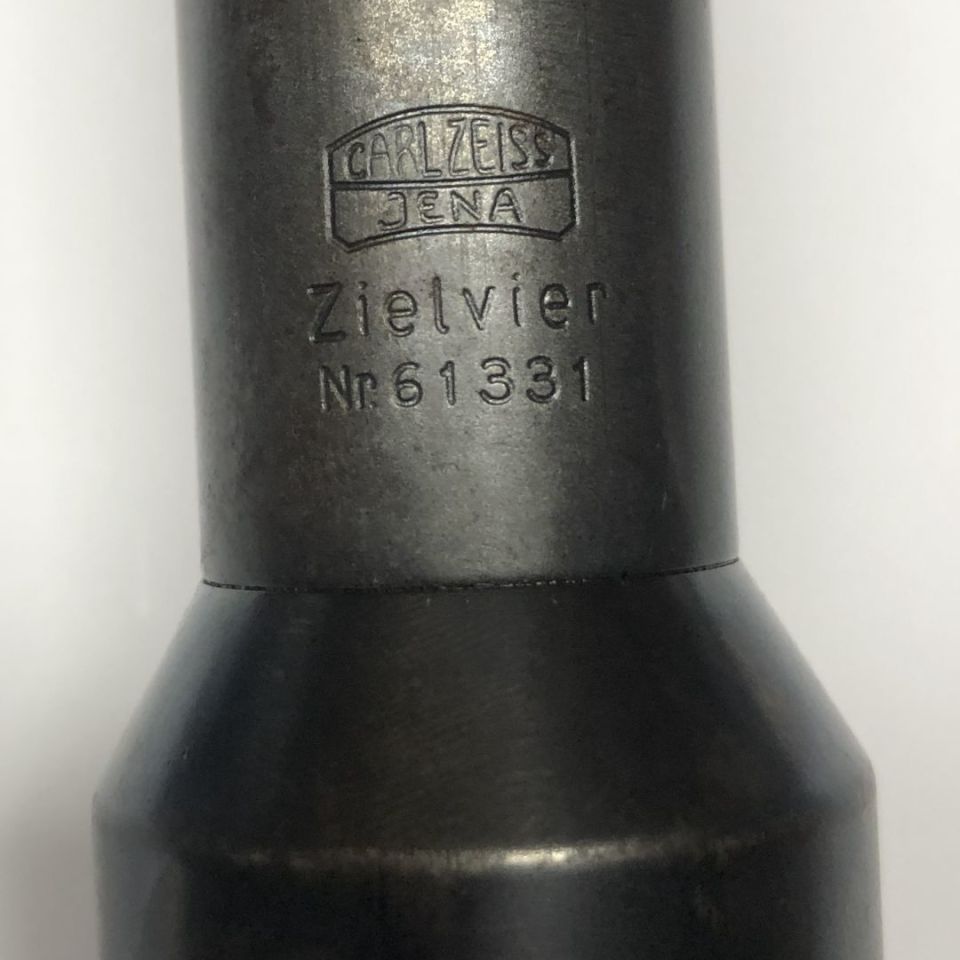 CARL ZEISS
JENA
Zielvier
Nr. 61331